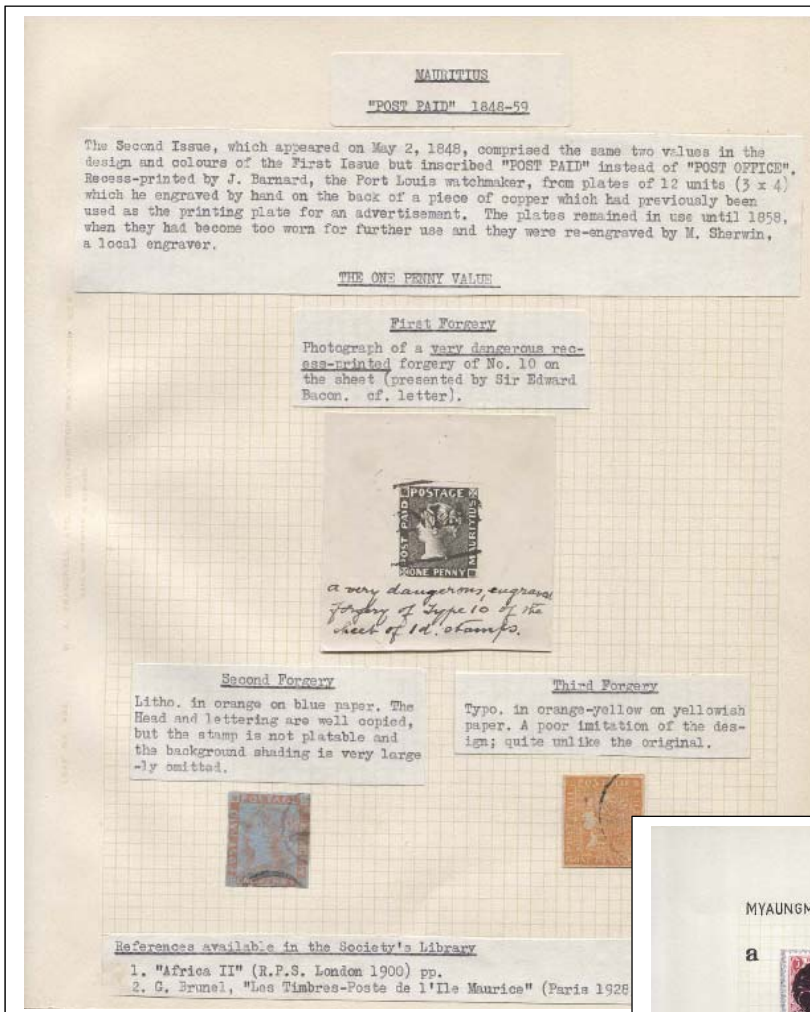 MAURITIUS
"POST PAID" 1848-59
The Second Issue, which appeared on May 2, 1848, comprised the same two values in the
design and colours of the First Issue but inscribed "POST PAID" instead of "POST OFFICE".
Recess-printed by J. Barnard, the Port Louis watchmaker, from plates of 12 units (3 x 4)
which he engraved by hand on the back of a piece of copper which had previously been
used as the printing plate for an advertisement. The plates remained in use until 1858,
when they had become too worn for further use and they were re-engraved by M. Sherwin,
a local engraver.
THE ONE PENNY VALUE
First Forgery
Photograph of a very dangerous rec-
ess-printed forgery of No. 10 on
the sheet (presented by Sir Edward
Bacon. cf. letter).
POSTAGE
POST PAID
MAURITIUS
ONE PENNY
a very dangerous, engrave
forgery of Type 10 of the
sheet of 1d. stamps.
Second Forgery
Litho. in orange on blue paper. The
Head and lettering are well copied,
but the stamp is not platable and
the background shading is very large
-ly omitted.
Third Forgery
Typo. in orange-yellow on yellowish
paper. A poor imitation of the des-
ign; quite unlike the original.
POSTAGE
References available in the Society's Library
1. "Africa II" (R.P.S. London 1900) pp.
2. G. Brunel, "Les Timbres-Poste de l'Ile Maurice" (Paris 1928
MYAUNGM
a